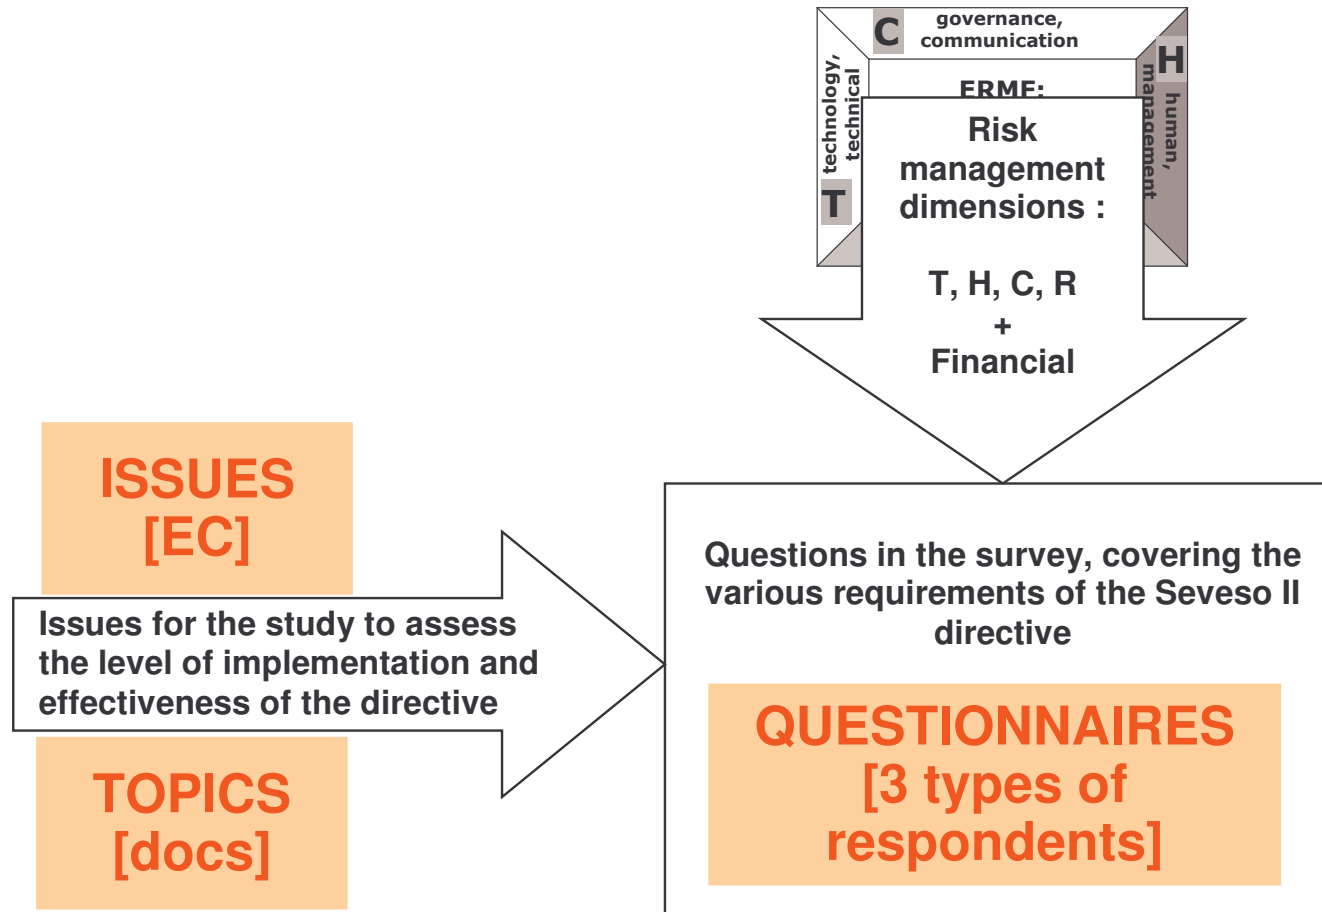 C
governance,
communication
H
technology,
technical
T
human,
management
ERMF:
Risk
management
dimensions :
T, H, C, R
+
Financial
ISSUES
[EC]
Issues for the study to assess
the level of implementation and
effectiveness of the directive
TOPICS
[docs]
Questions in the survey, covering the
various requirements of the Seveso II
directive
QUESTIONNAIRES
[3 types of
respondents]